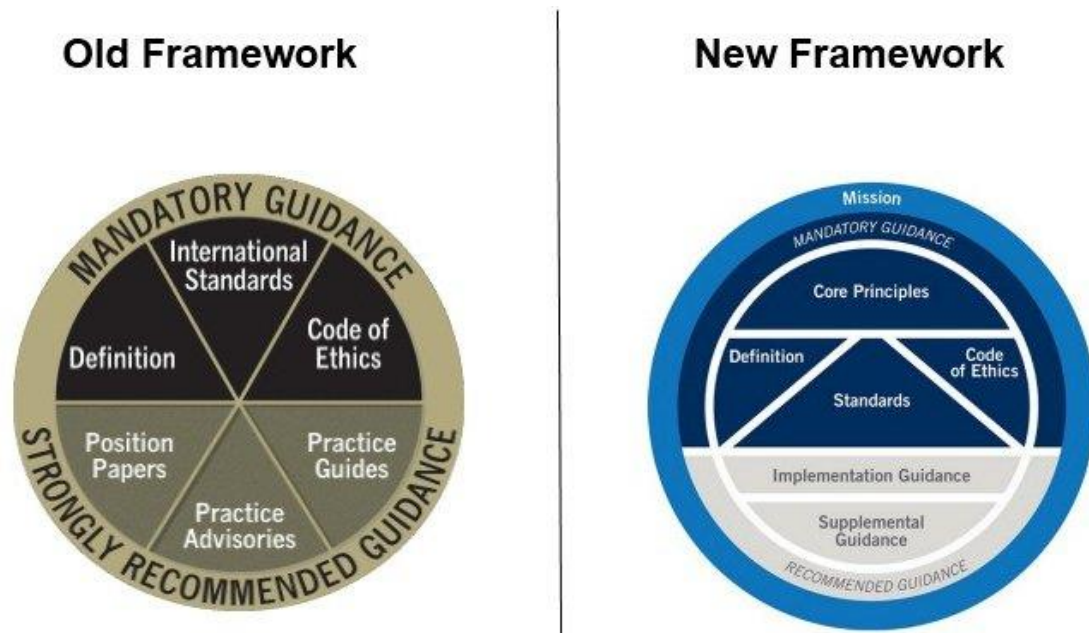 Old Framework
MANDATORY GUIDANCE
International
Standards
Definition
Code of
Ethics
Position
Papers
Practice
Guides
Practice
Advisories
STRONGLY RECOMMENDED GUIDANCE
New Framework
Mission
MANDATORY GUIDANCE
Core Principles
Definition
Code
of Ethics
Standards
Implementation Guidance
Supplemental
Guidance
RECOMMENDED GUIDANCE